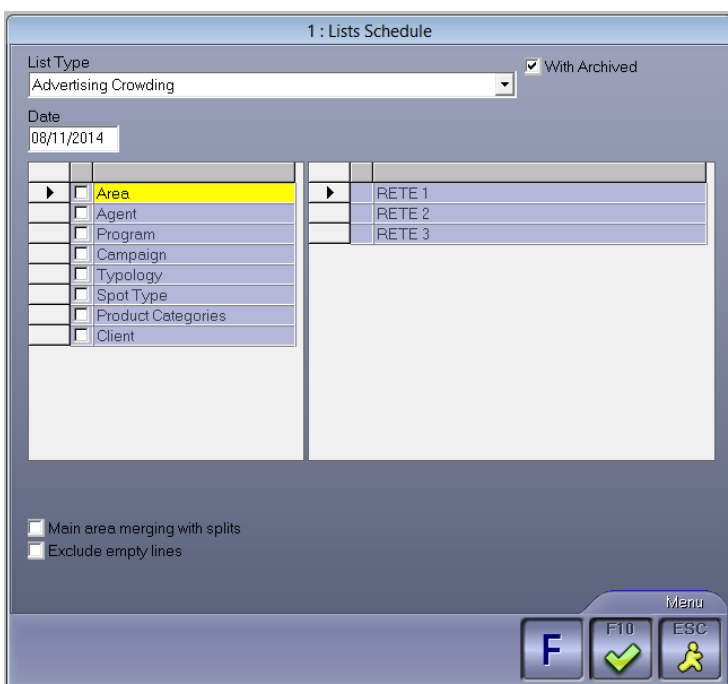 1 : Lists Schedule
List Type
Advertising Crowding
With Archived
Date
08/11/2014
Area
Agent
Program
Campaign
Typology
Spot Type
Product Categories
Client
RETE 1
RETE 2
RETE 3
Main area merging with splits
Exclude empty lines
Menu
F
F10
ESC